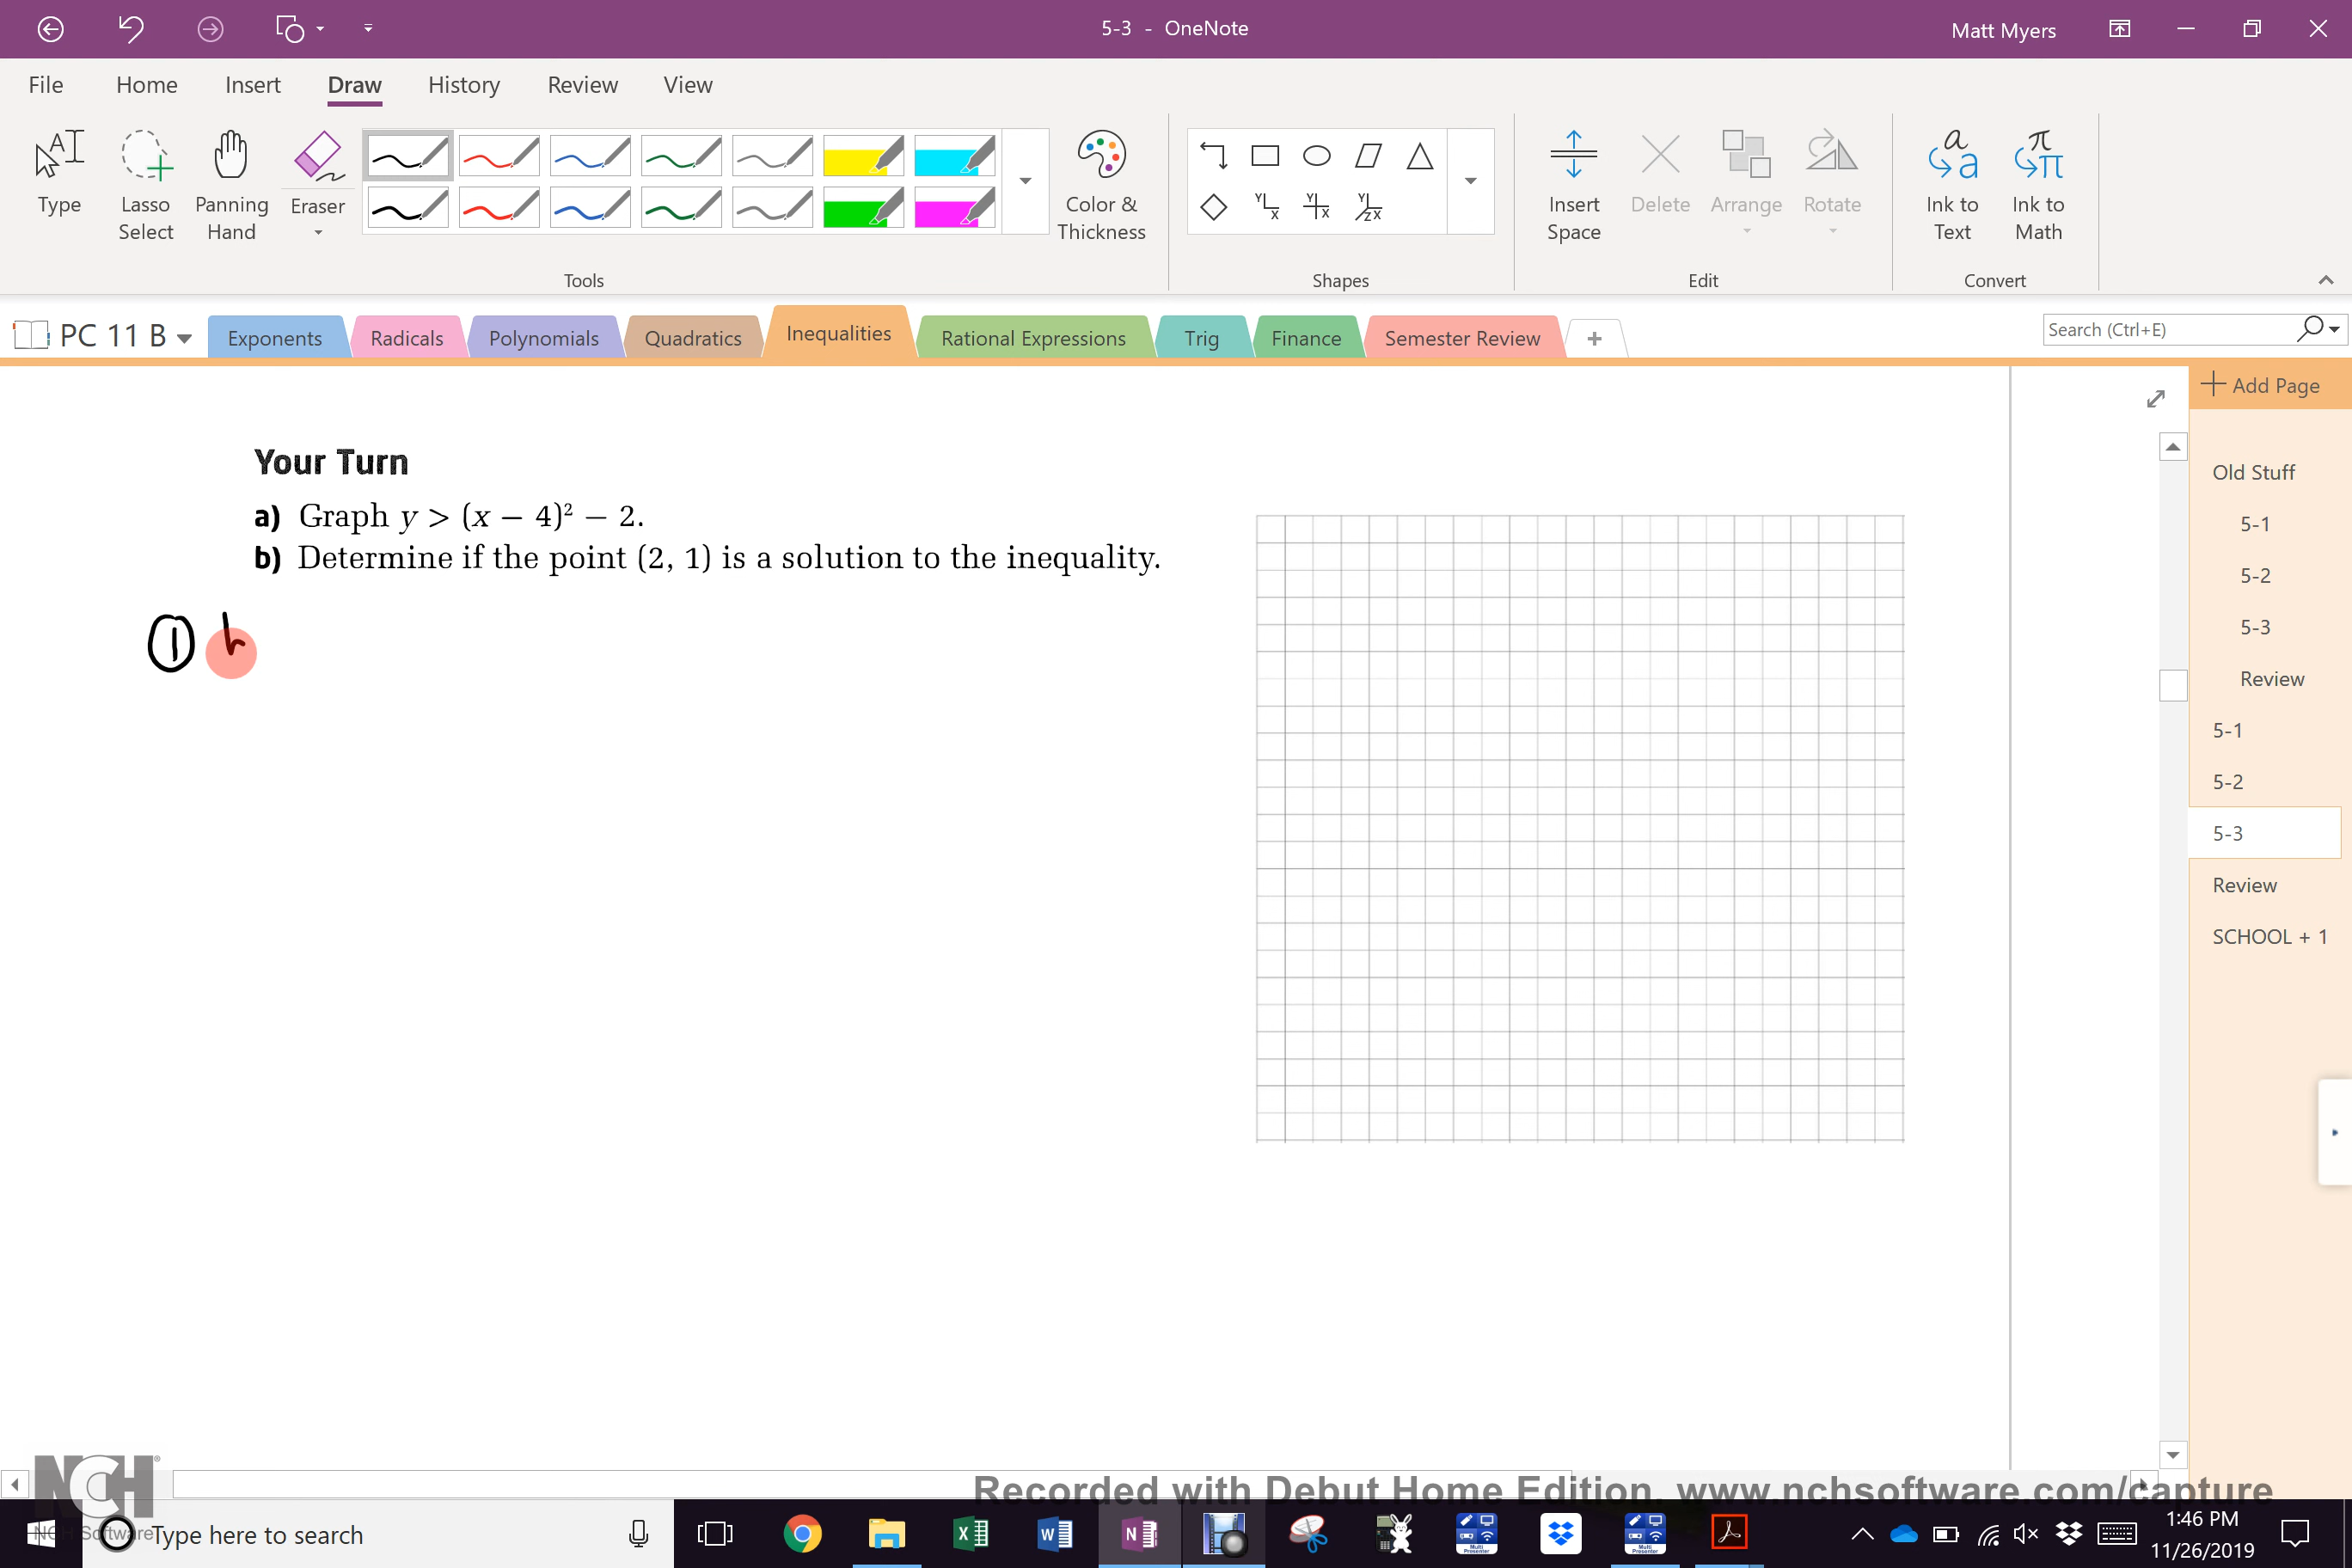 5-3 - OneNote
Matt Myers
File Home Insert Draw History Review View
Type
Lasso Select
Panning Hand
Eraser
Color & Thickness
Insert Space
Delete
Arrange
Rotate
Ink to Text
Ink to Math
Tools
Shapes
Edit
Convert
PC 11 B
Exponents Radicals Polynomials Quadratics Inequalities Rational Expressions Trig Finance Semester Review +
Search (Ctrl+E)
Add Page
Old Stuff
5-1
5-2
5-3
Review
5-1
5-2
5-3
Review
SCHOOL + 1
Your Turn
a) Graph y > (x − 4)² − 2.
b) Determine if the point (2, 1) is a solution to the inequality.
①
NCH®
NCH Software
Recorded with Debut Home Edition. www.nchsoftware.com/capture
Type here to search
1:46 PM
11/26/2019